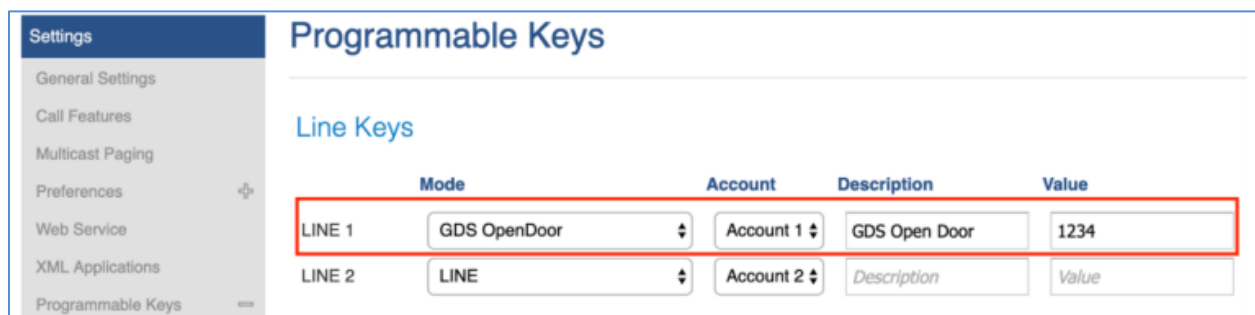 Settings
General Settings
Call Features
Multicast Paging
Preferences
Web Service
XML Applications
Programmable Keys
Programmable Keys
Line Keys
Mode Account Description Value
LINE 1 GDS OpenDoor Account 1 GDS Open Door 1234
LINE 2 LINE Account 2 Description Value